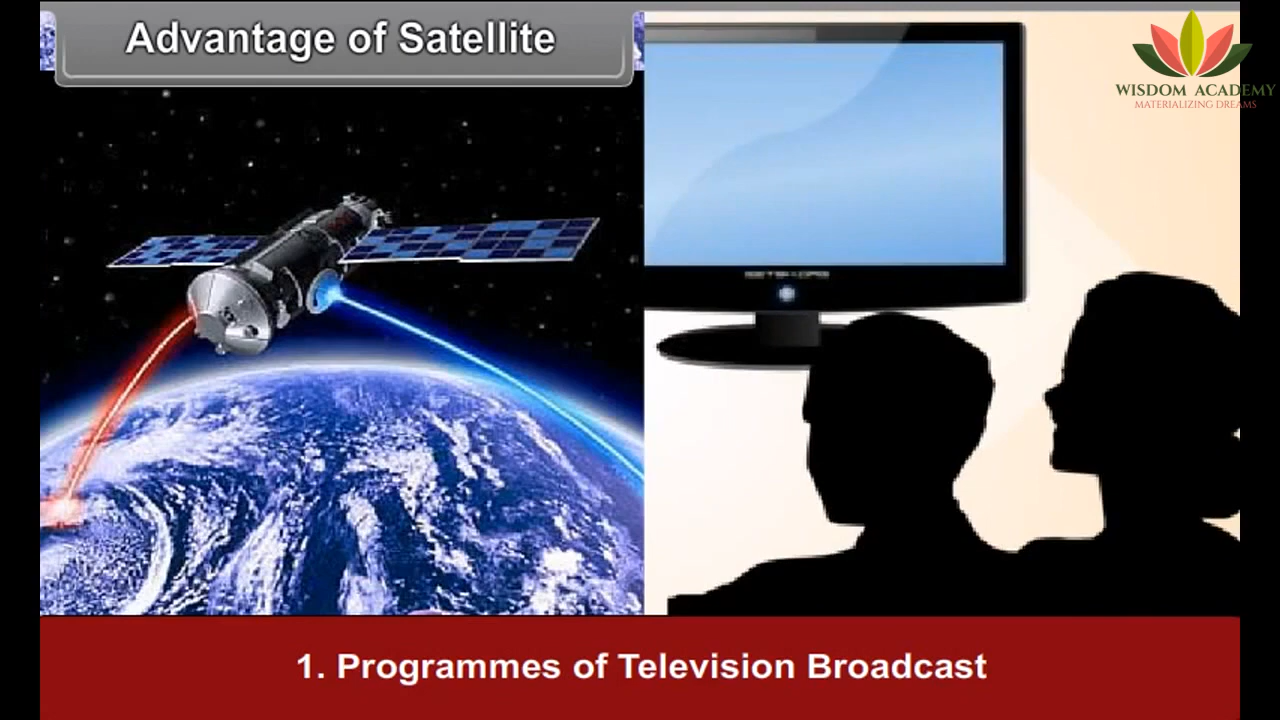 Advantage of Satellite
WISDOM ACADEMY
MATERIALIZING DREAMS
1. Programmes of Television Broadcast